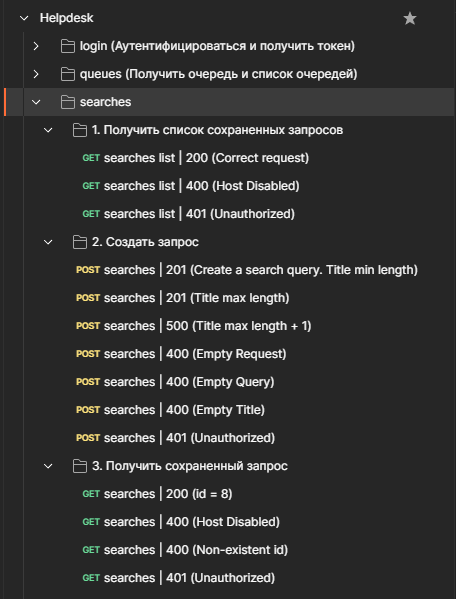 Helpdesk
login (Аутентифицироваться и получить токен)
queues (Получить очередь и список очередей)
searches
1. Получить список сохраненных запросов
GET searches list | 200 (Correct request)
GET searches list | 400 (Host Disabled)
GET searches list | 401 (Unauthorized)
2. Создать запрос
POST searches | 201 (Create a search query. Title min length)
POST searches | 201 (Title max length)
POST searches | 500 (Title max length + 1)
POST searches | 400 (Empty Request)
POST searches | 400 (Empty Query)
POST searches | 400 (Empty Title)
POST searches | 401 (Unauthorized)
3. Получить сохраненный запрос
GET searches | 200 (id = 8)
GET searches | 400 (Host Disabled)
GET searches | 400 (Non-existent id)
GET searches | 401 (Unauthorized)